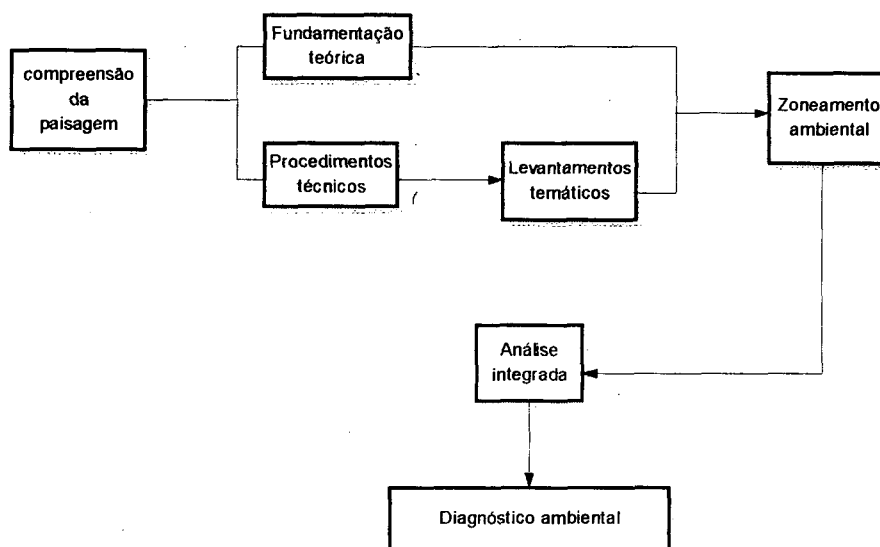 compreensão
da
paisagem
Fundamentação
teórica
Procedimentos
técnicos
Levantamentos
temáticos
Zoneamento
ambiental
Análise
integrada
Diagnóstico ambiental